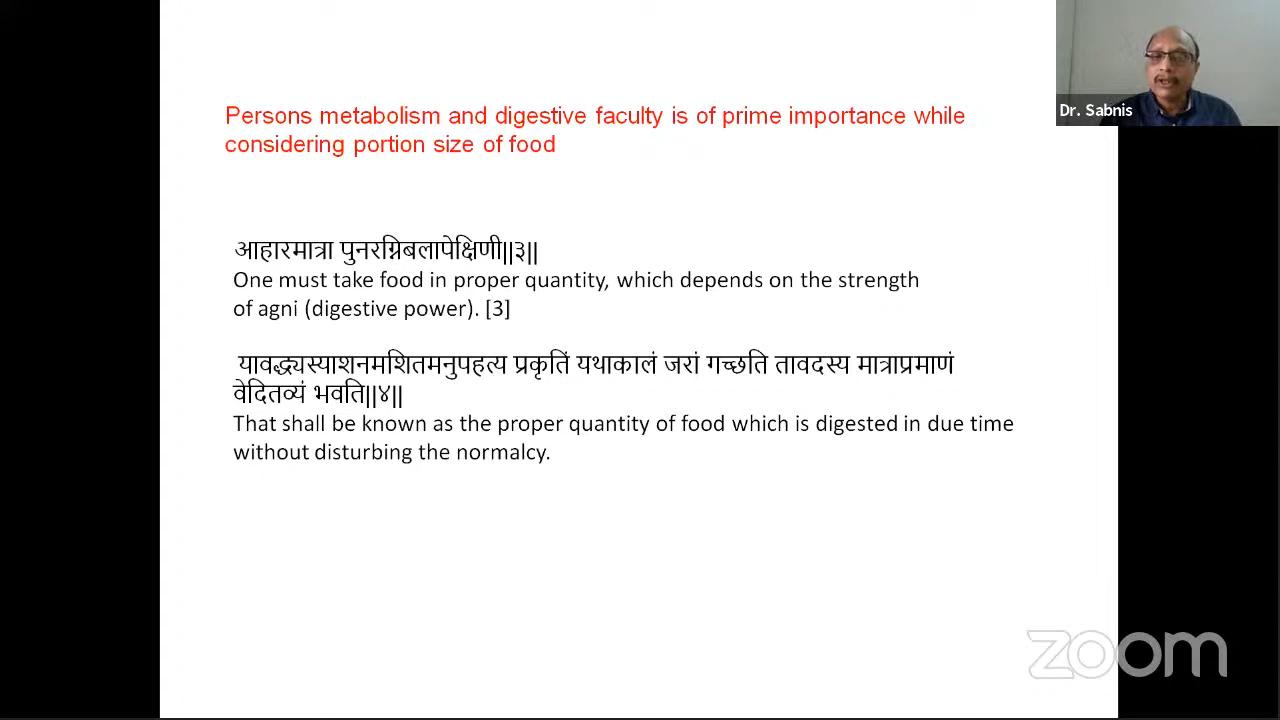 Dr. Sabnis
Persons metabolism and digestive faculty is of prime importance while
considering portion size of food
आहारमात्रा पुनरग्निबलापेक्षिणी||३||
One must take food in proper quantity, which depends on the strength
of agni (digestive power). [3]
यावद्ध्यस्याशनमशितमनुपहत्य प्रकृतिं यथाकालं जरां गच्छति तावदस्य मात्राप्रमाणं
वेदितव्यं भवति||४||
That shall be known as the proper quantity of food which is digested in due time
without disturbing the normalcy.
zoom